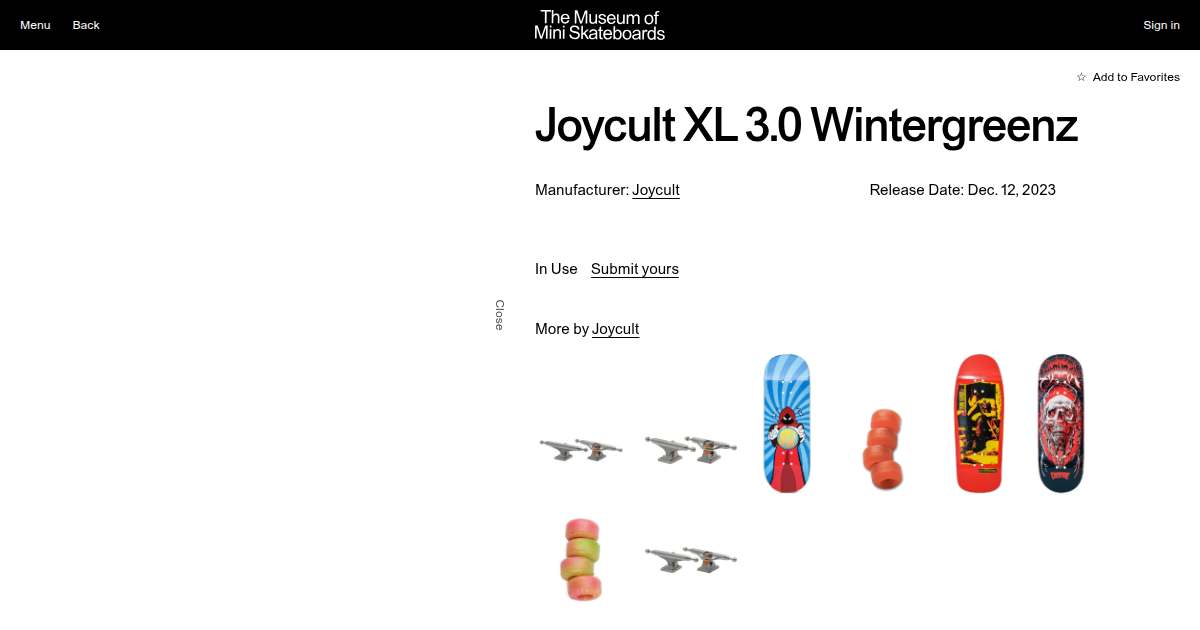 Menu
Back
The Museum of
Mini Skateboards
Sign in
☆ Add to Favorites
Joycult XL 3.0 Wintergreenz
Manufacturer: Joycult
Release Date: Dec. 12, 2023
In Use
Submit yours
Close
More by Joycult